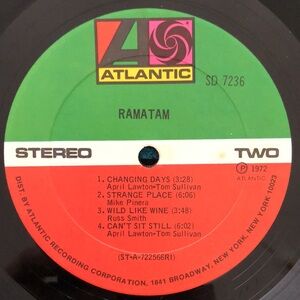 ATLANTIC
SD 7236
RAMATAM
STEREO
TWO
1. CHANGING DAYS (3:28)
April Lawton-Tom Sullivan
2. STRANGE PLACE (6:06)
Mike Pinera
3. WILD LIKE WINE (3:48)
Russ Smith
4. CAN'T SIT STILL (6:02)
April Lawton-Tom Sullivan
℗ 1972
(ST-A-722566RI)
DIST. BY ATLANTIC RECORDING CORPORATION, 1841 BROADWAY, NEW YORK, NEW YORK 10023